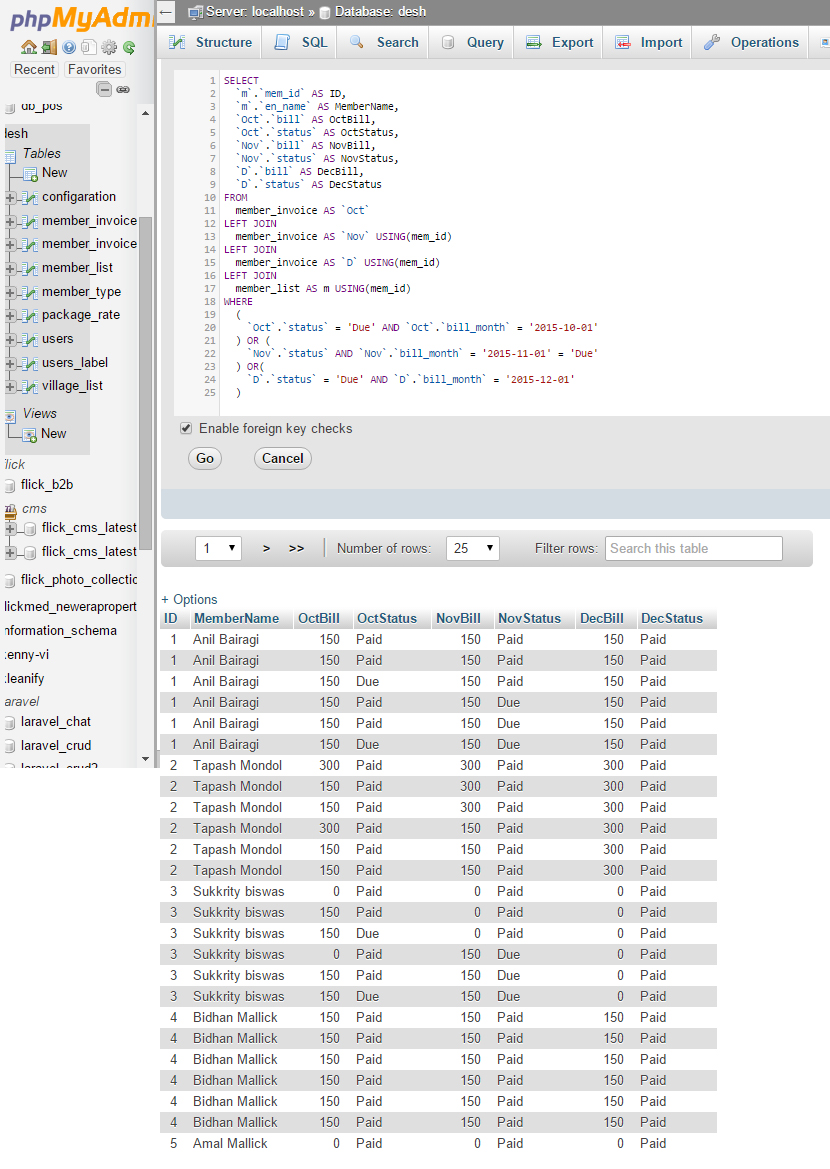 phpMyAdm
Recent Favorites
db_pos
desh
Tables
New
configaration
member_invoice
member_invoice
member_list
member_type
package_rate
users
users_label
village_list
Views
New
flick
flick_b2b
cms
flick_cms_latest
flick_cms_latest
flick_photo_collectio
lickmed_newerapropert
nformation_schema
kenny-vi
kleanify
laravel
laravel_chat
laravel_crud
laravel_crud2
Server: localhost » Database: desh
Structure SQL Search Query Export Import Operations
1 SELECT
2 `m`.`mem_id` AS ID,
3 `m`.`en_name` AS MemberName,
4 `Oct`.`bill` AS OctBill,
5 `Oct`.`status` AS OctStatus,
6 `Nov`.`bill` AS NovBill,
7 `Nov`.`status` AS NovStatus,
8 `D`.`bill` AS DecBill,
9 `D`.`status` AS DecStatus
10 FROM
11 member_invoice AS `Oct`
12 LEFT JOIN
13 member_invoice AS `Nov` USING(mem_id)
14 LEFT JOIN
15 member_invoice AS `D` USING(mem_id)
16 LEFT JOIN
17 member_list AS m USING(mem_id)
18 WHERE
19 (
20 `Oct`.`status` = 'Due' AND `Oct`.`bill_month` = '2015-10-01'
21 ) OR (
22 `Nov`.`status` AND `Nov`.`bill_month` = '2015-11-01' = 'Due'
23 ) OR(
24 `D`.`status` = 'Due' AND `D`.`bill_month` = '2015-12-01'
25 )
Enable foreign key checks
Go Cancel
1 > >> Number of rows: 25 Filter rows: Search this table
+ Options
ID MemberName OctBill OctStatus NovBill NovStatus DecBill DecStatus
1 Anil Bairagi 150 Paid 150 Paid 150 Paid
1 Anil Bairagi 150 Paid 150 Paid 150 Paid
1 Anil Bairagi 150 Due 150 Paid 150 Paid
1 Anil Bairagi 150 Paid 150 Due 150 Paid
1 Anil Bairagi 150 Paid 150 Due 150 Paid
1 Anil Bairagi 150 Due 150 Due 150 Paid
2 Tapash Mondol 300 Paid 300 Paid 300 Paid
2 Tapash Mondol 150 Paid 300 Paid 300 Paid
2 Tapash Mondol 150 Paid 300 Paid 300 Paid
2 Tapash Mondol 300 Paid 150 Paid 300 Paid
2 Tapash Mondol 150 Paid 150 Paid 300 Paid
2 Tapash Mondol 150 Paid 150 Paid 300 Paid
3 Sukkrity biswas 0 Paid 0 Paid 0 Paid
3 Sukkrity biswas 150 Paid 0 Paid 0 Paid
3 Sukkrity biswas 150 Due 0 Paid 0 Paid
3 Sukkrity biswas 0 Paid 150 Due 0 Paid
3 Sukkrity biswas 150 Paid 150 Due 0 Paid
3 Sukkrity biswas 150 Due 150 Due 0 Paid
4 Bidhan Mallick 150 Paid 150 Paid 150 Paid
4 Bidhan Mallick 150 Paid 150 Paid 150 Paid
4 Bidhan Mallick 150 Paid 150 Paid 150 Paid
4 Bidhan Mallick 150 Paid 150 Paid 150 Paid
4 Bidhan Mallick 150 Paid 150 Paid 150 Paid
4 Bidhan Mallick 150 Paid 150 Paid 150 Paid
5 Amal Mallick 0 Paid 0 Paid 0 Paid